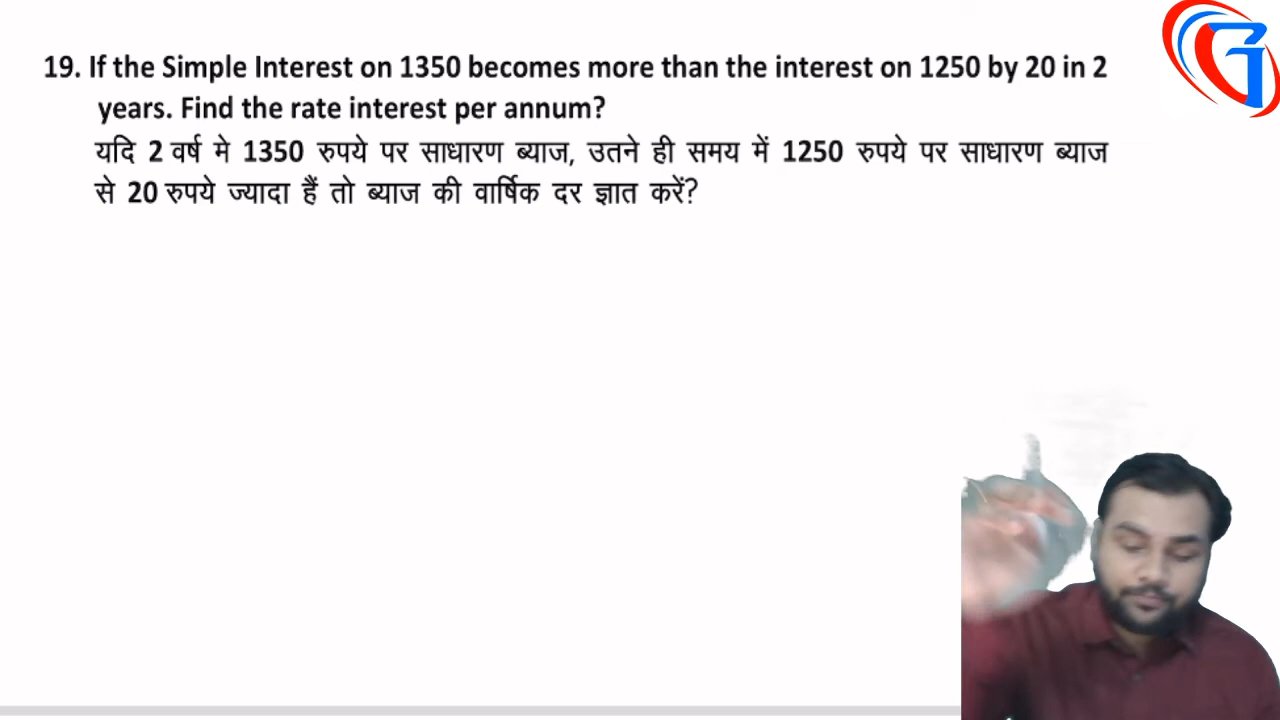 19. If the Simple Interest on 1350 becomes more than the interest on 1250 by 20 in 2
years. Find the rate interest per annum?
यदि 2 वर्ष मे 1350 रुपये पर साधारण ब्याज, उतने ही समय में 1250 रुपये पर साधारण ब्याज
से 20 रुपये ज्यादा हैं तो ब्याज की वार्षिक दर ज्ञात करें?